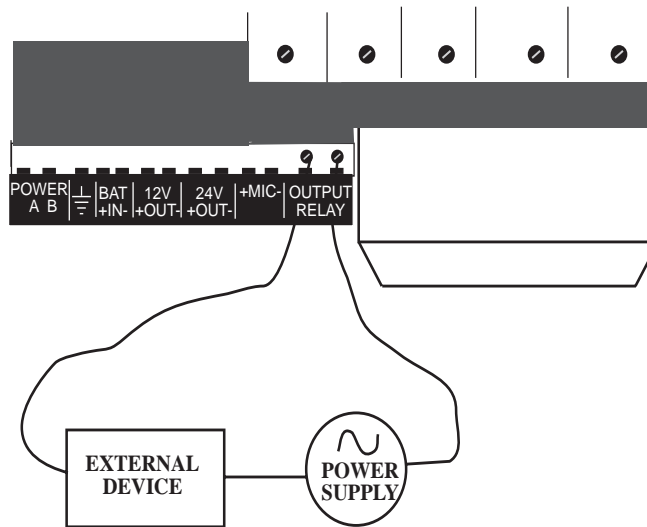 POWER BAT 12V 24V +MIC- OUTPUT
A B +IN- +OUT- +OUT- RELAY
EXTERNAL
DEVICE
POWER
SUPPLY